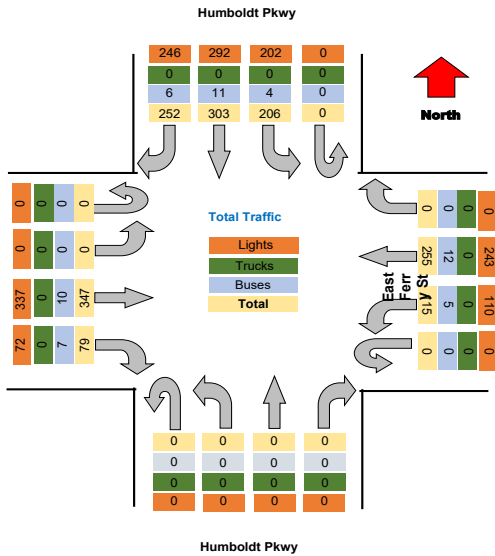 Humboldt Pkwy
246 292 202 0
0 0 0 0
6 11 4 0
252 303 206 0
North
0 0 0 0
0 0 0 0
337 0 10 347
72 0 7 79
Total Traffic
Lights
Trucks
Buses
Total
0 0 0 0
255 12 0 243
115 5 0 110
0 0 0 0
East
Ferr
y St
0 0 0 0
0 0 0 0
0 0 0 0
0 0 0 0
Humboldt Pkwy